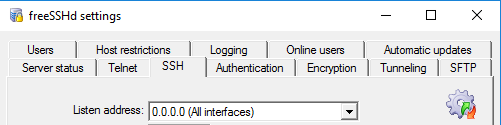 freeSSHd settings
Users Host restrictions Logging Online users Automatic updates
Server status Telnet SSH Authentication Encryption Tunneling SFTP
Listen address: 0.0.0.0 (All interfaces)